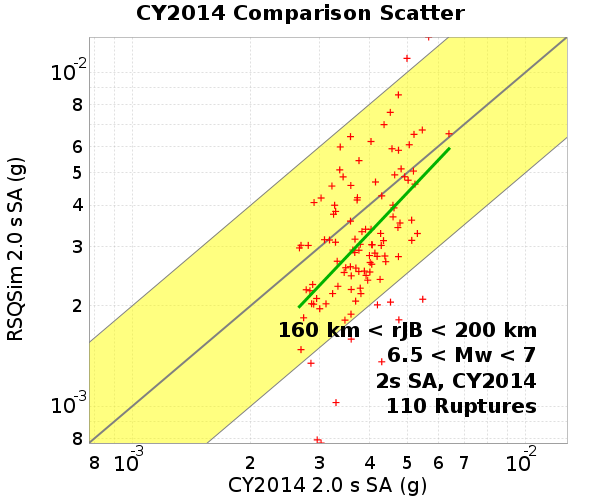 CY2014 Comparison Scatter
RSQSim 2.0 s SA (g)
10-2
8
6
5
4
3
2
10-3
8
160 km < rJB < 200 km
6.5 < Mw < 7
2s SA, CY2014
110 Ruptures
8 10-3 2 3 4 5 6 7 10-2
CY2014 2.0 s SA (g)